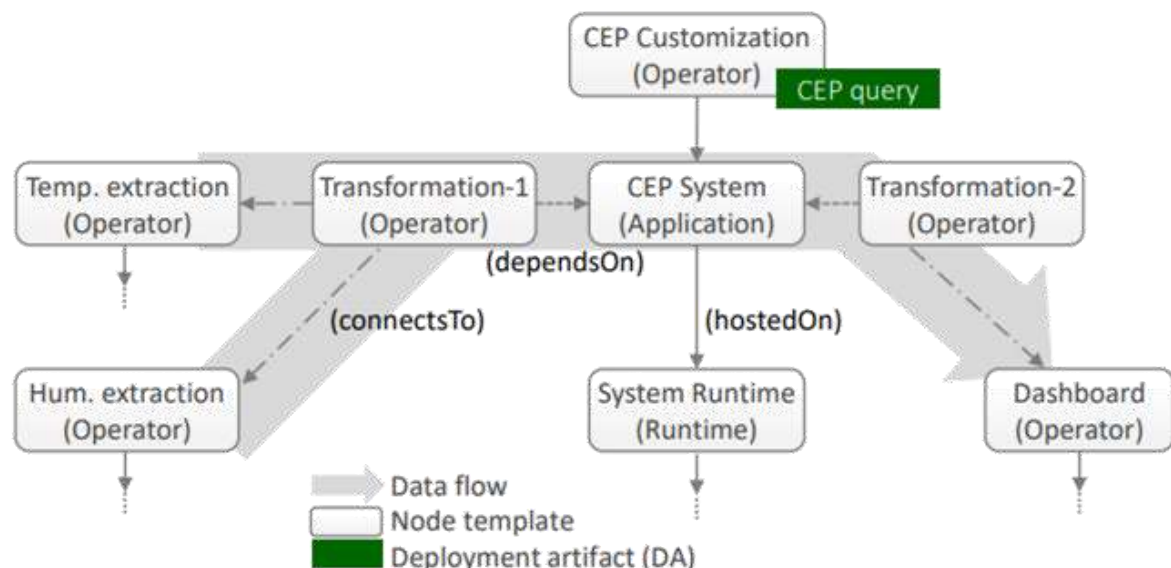 CEP Customization
(Operator)
CEP query
Temp. extraction
(Operator)
Transformation-1
(Operator)
CEP System
(Application)
Transformation-2
(Operator)
(dependsOn)
(connectsTo)
(hostedOn)
Hum. extraction
(Operator)
System Runtime
(Runtime)
Dashboard
(Operator)
Data flow
Node template
Deployment artifact (DA)